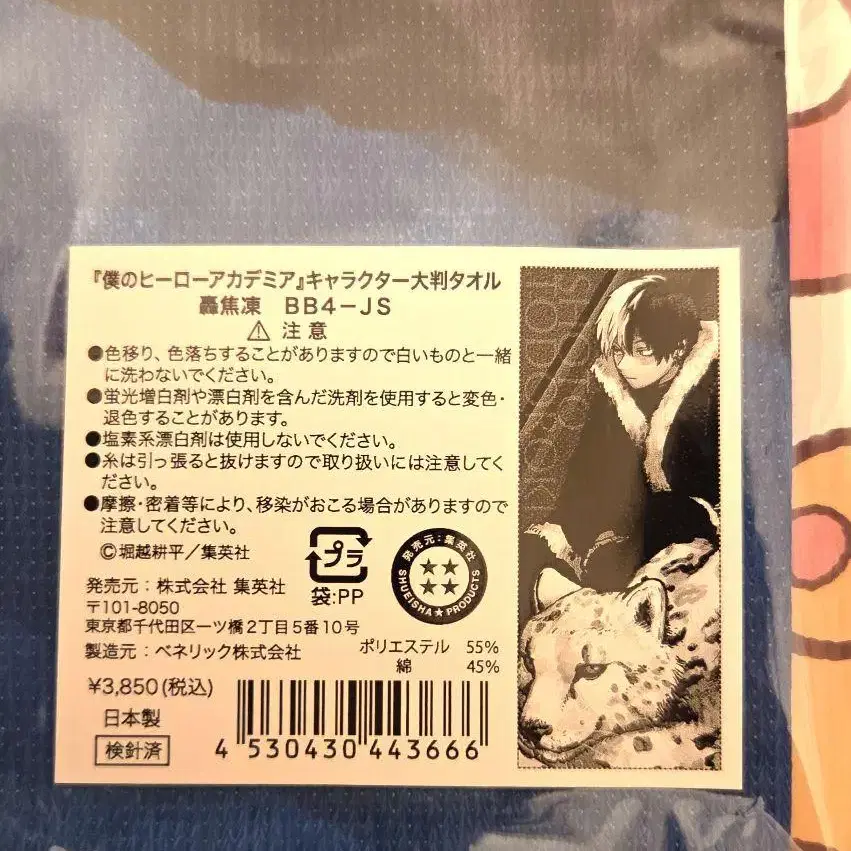 『僕のヒーローアカデミア』キャラクター大判タオル
轟焦凍 BB4-JS
⚠ 注意
●色移り、色落ちすることがありますので白いものと一緒
に洗わないでください。
●蛍光増白剤や漂白剤を含んだ洗剤を使用すると変色・
退色することがあります。
●塩素系漂白剤は使用しないでください。
●糸は引っ張ると抜けますので取り扱いには注意してく
ださい。
●摩擦・密着等により、移染がおこる場合がありますので
注意してください。
©堀越耕平/集英社
プラ
袋:PP
発売元:集英社
SHUEISHA★PRODUCTS
発売元:株式会社 集英社
〒101-8050
東京都千代田区一ツ橋2丁目5番10号
製造元:ベネリック株式会社
ポリエステル 55%
綿 45%
¥3,850(税込)
日本製
検針済
4 530430 443666